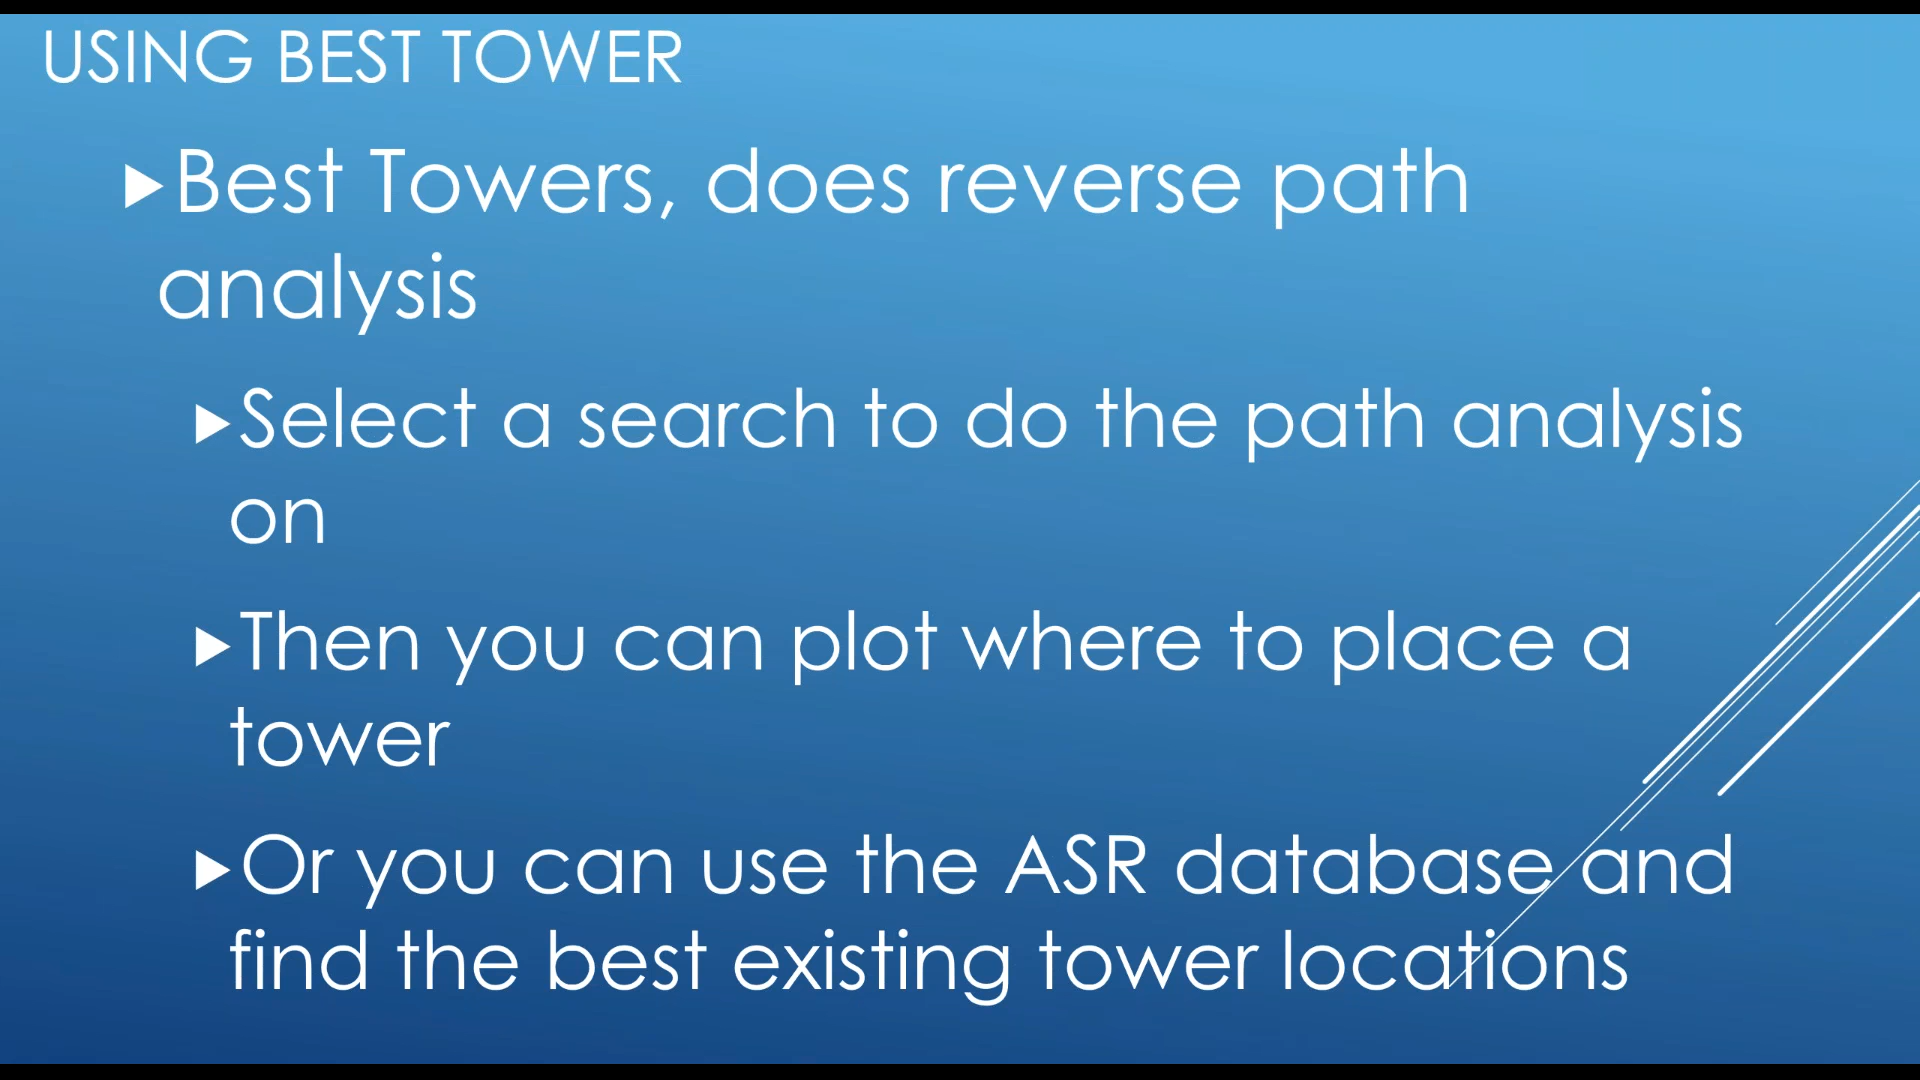 USING BEST TOWER
Best Towers, does reverse path
analysis
Select a search to do the path analysis
on
Then you can plot where to place a
tower
Or you can use the ASR database and
find the best existing tower locations